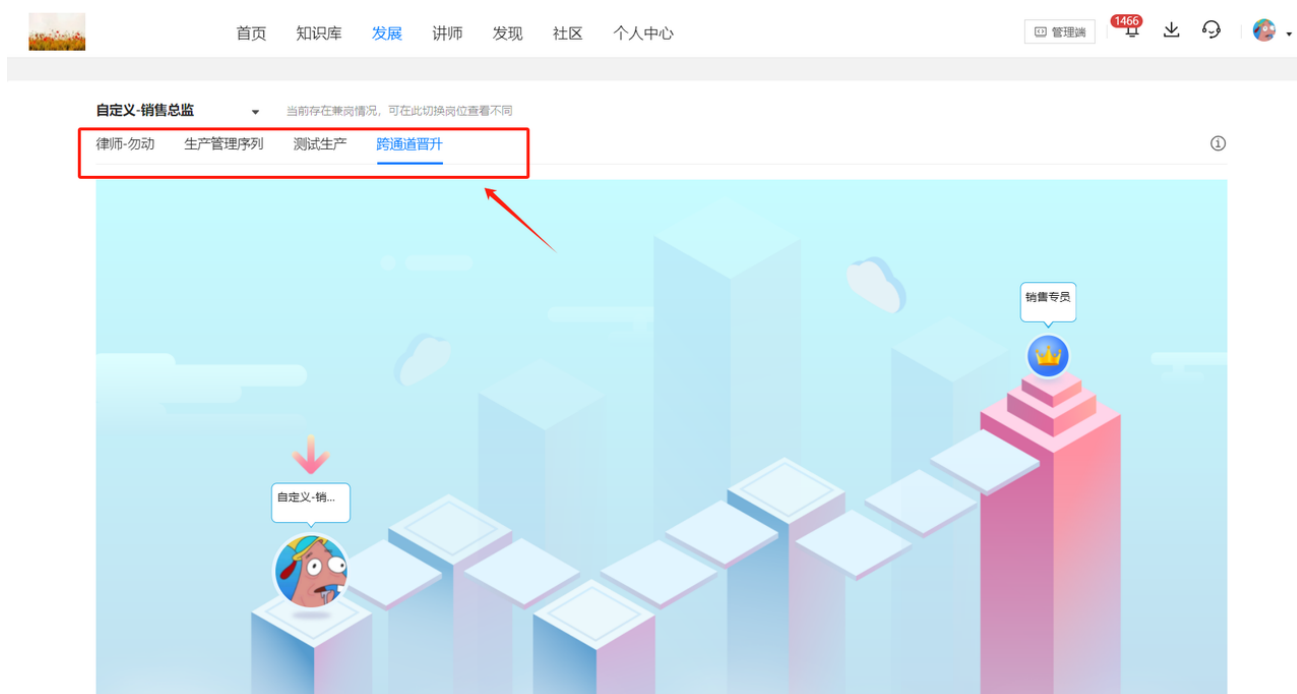 首页 知识库 发展 讲师 发现 社区 个人中心 管理端 1466
自定义-销售总监 当前存在兼岗情况，可在此切换岗位查看不同
律师-勿动 生产管理序列 测试生产 跨通道晋升
销售专员
自定义-销...